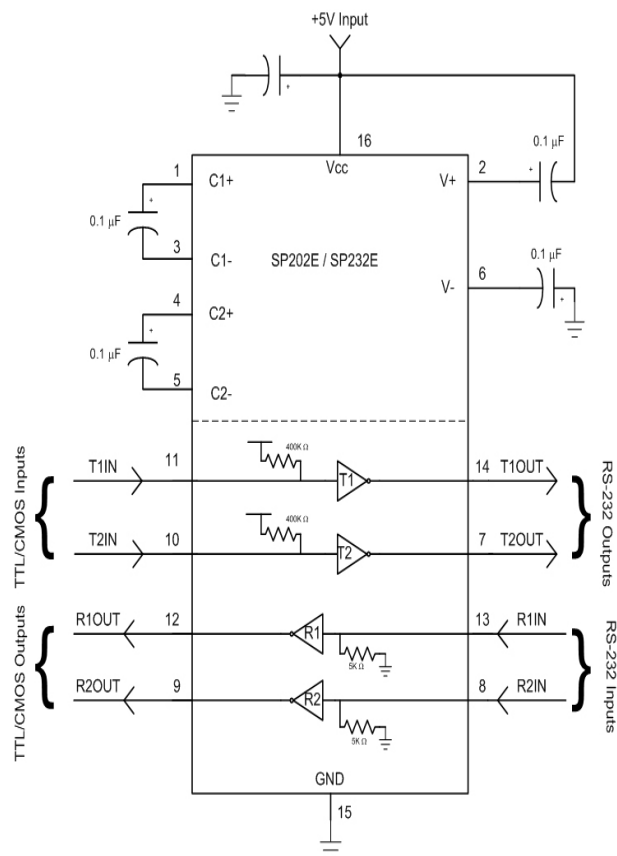 +5V Input
+
16
Vcc
1
C1+
+
0.1 µF
3
C1-
SP202E / SP232E
4
C2+
+
0.1 µF
5
C2-
2
V+
+
0.1 µF
6
V-
+
0.1 µF
TTL/CMOS Inputs
T1IN
11
400K Ω
T1
14
T1OUT
T2IN
10
400K Ω
T2
7
T2OUT
RS-232 Outputs
TTL/CMOS Outputs
R1OUT
12
R1
5K Ω
13
R1IN
R2OUT
9
R2
5K Ω
8
R2IN
RS-232 Inputs
GND
15